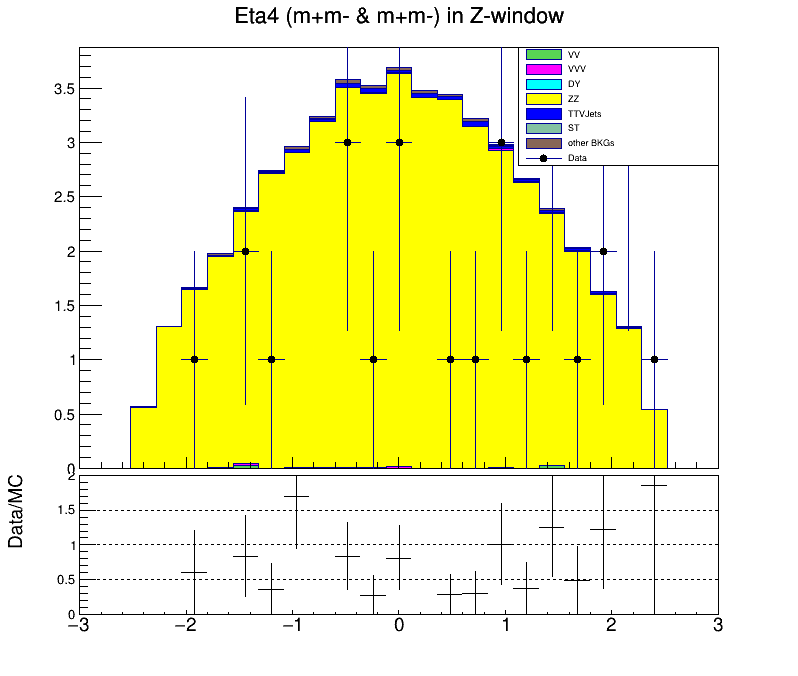 Eta4 (m+m- & m+m-) in Z-window
VV
VVV
DY
ZZ
TTVJets
ST
other BKGs
Data
3.5
3
2.5
2
1.5
1
0.5
0
Data/MC
2
1.5
1
0.5
0
−3 −2 −1 0 1 2 3